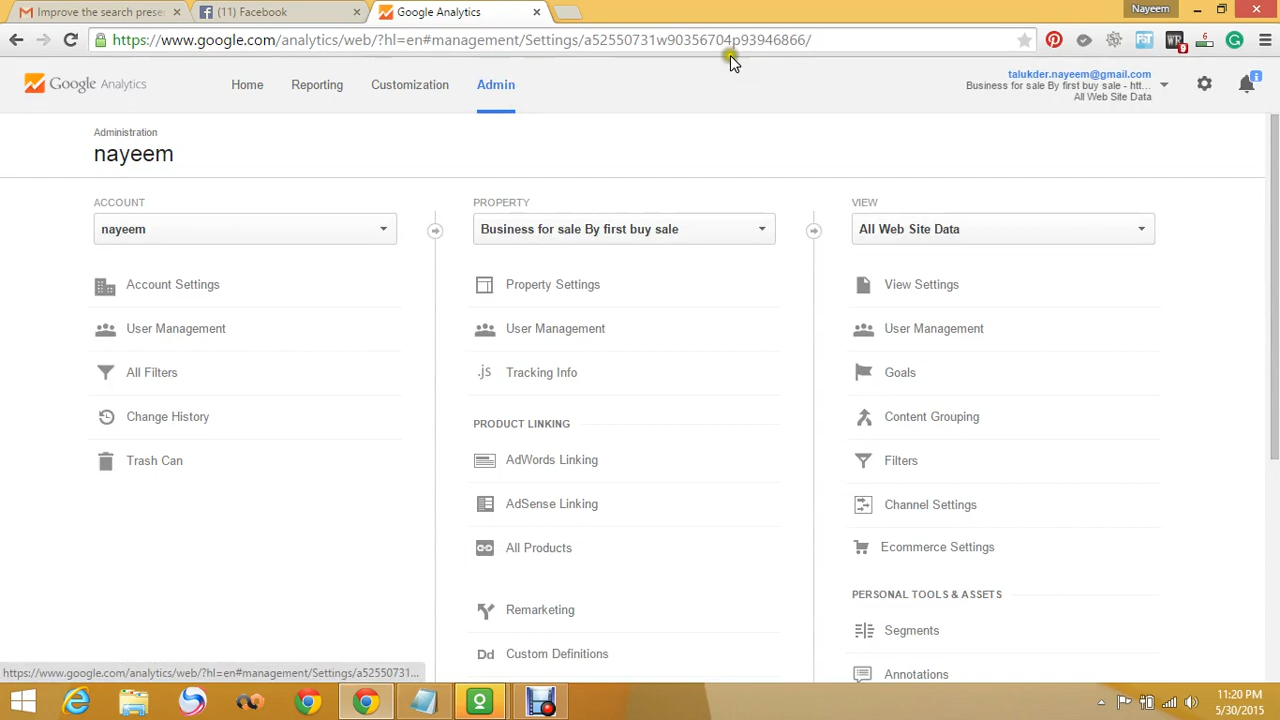 Improve the search prese
(11) Facebook
Google Analytics
Nayeem
https://www.google.com/analytics/web/?hl=en#management/Settings/a52550731w90356704p93946866/
Google Analytics
Home
Reporting
Customization
Admin
talukder.nayeem@gmail.com
Business for sale By first buy sale - htt...
All Web Site Data
Administration
nayeem
ACCOUNT
nayeem
Account Settings
User Management
All Filters
Change History
Trash Can
PROPERTY
Business for sale By first buy sale
Property Settings
User Management
.js Tracking Info
PRODUCT LINKING
AdWords Linking
AdSense Linking
All Products
Remarketing
Dd Custom Definitions
VIEW
All Web Site Data
View Settings
User Management
Goals
Content Grouping
Filters
Channel Settings
Ecommerce Settings
PERSONAL TOOLS & ASSETS
Segments
Annotations
https://www.google.com/analytics/web/?hl=en#management/Settings/a52550731...
11:20 PM
5/30/2015